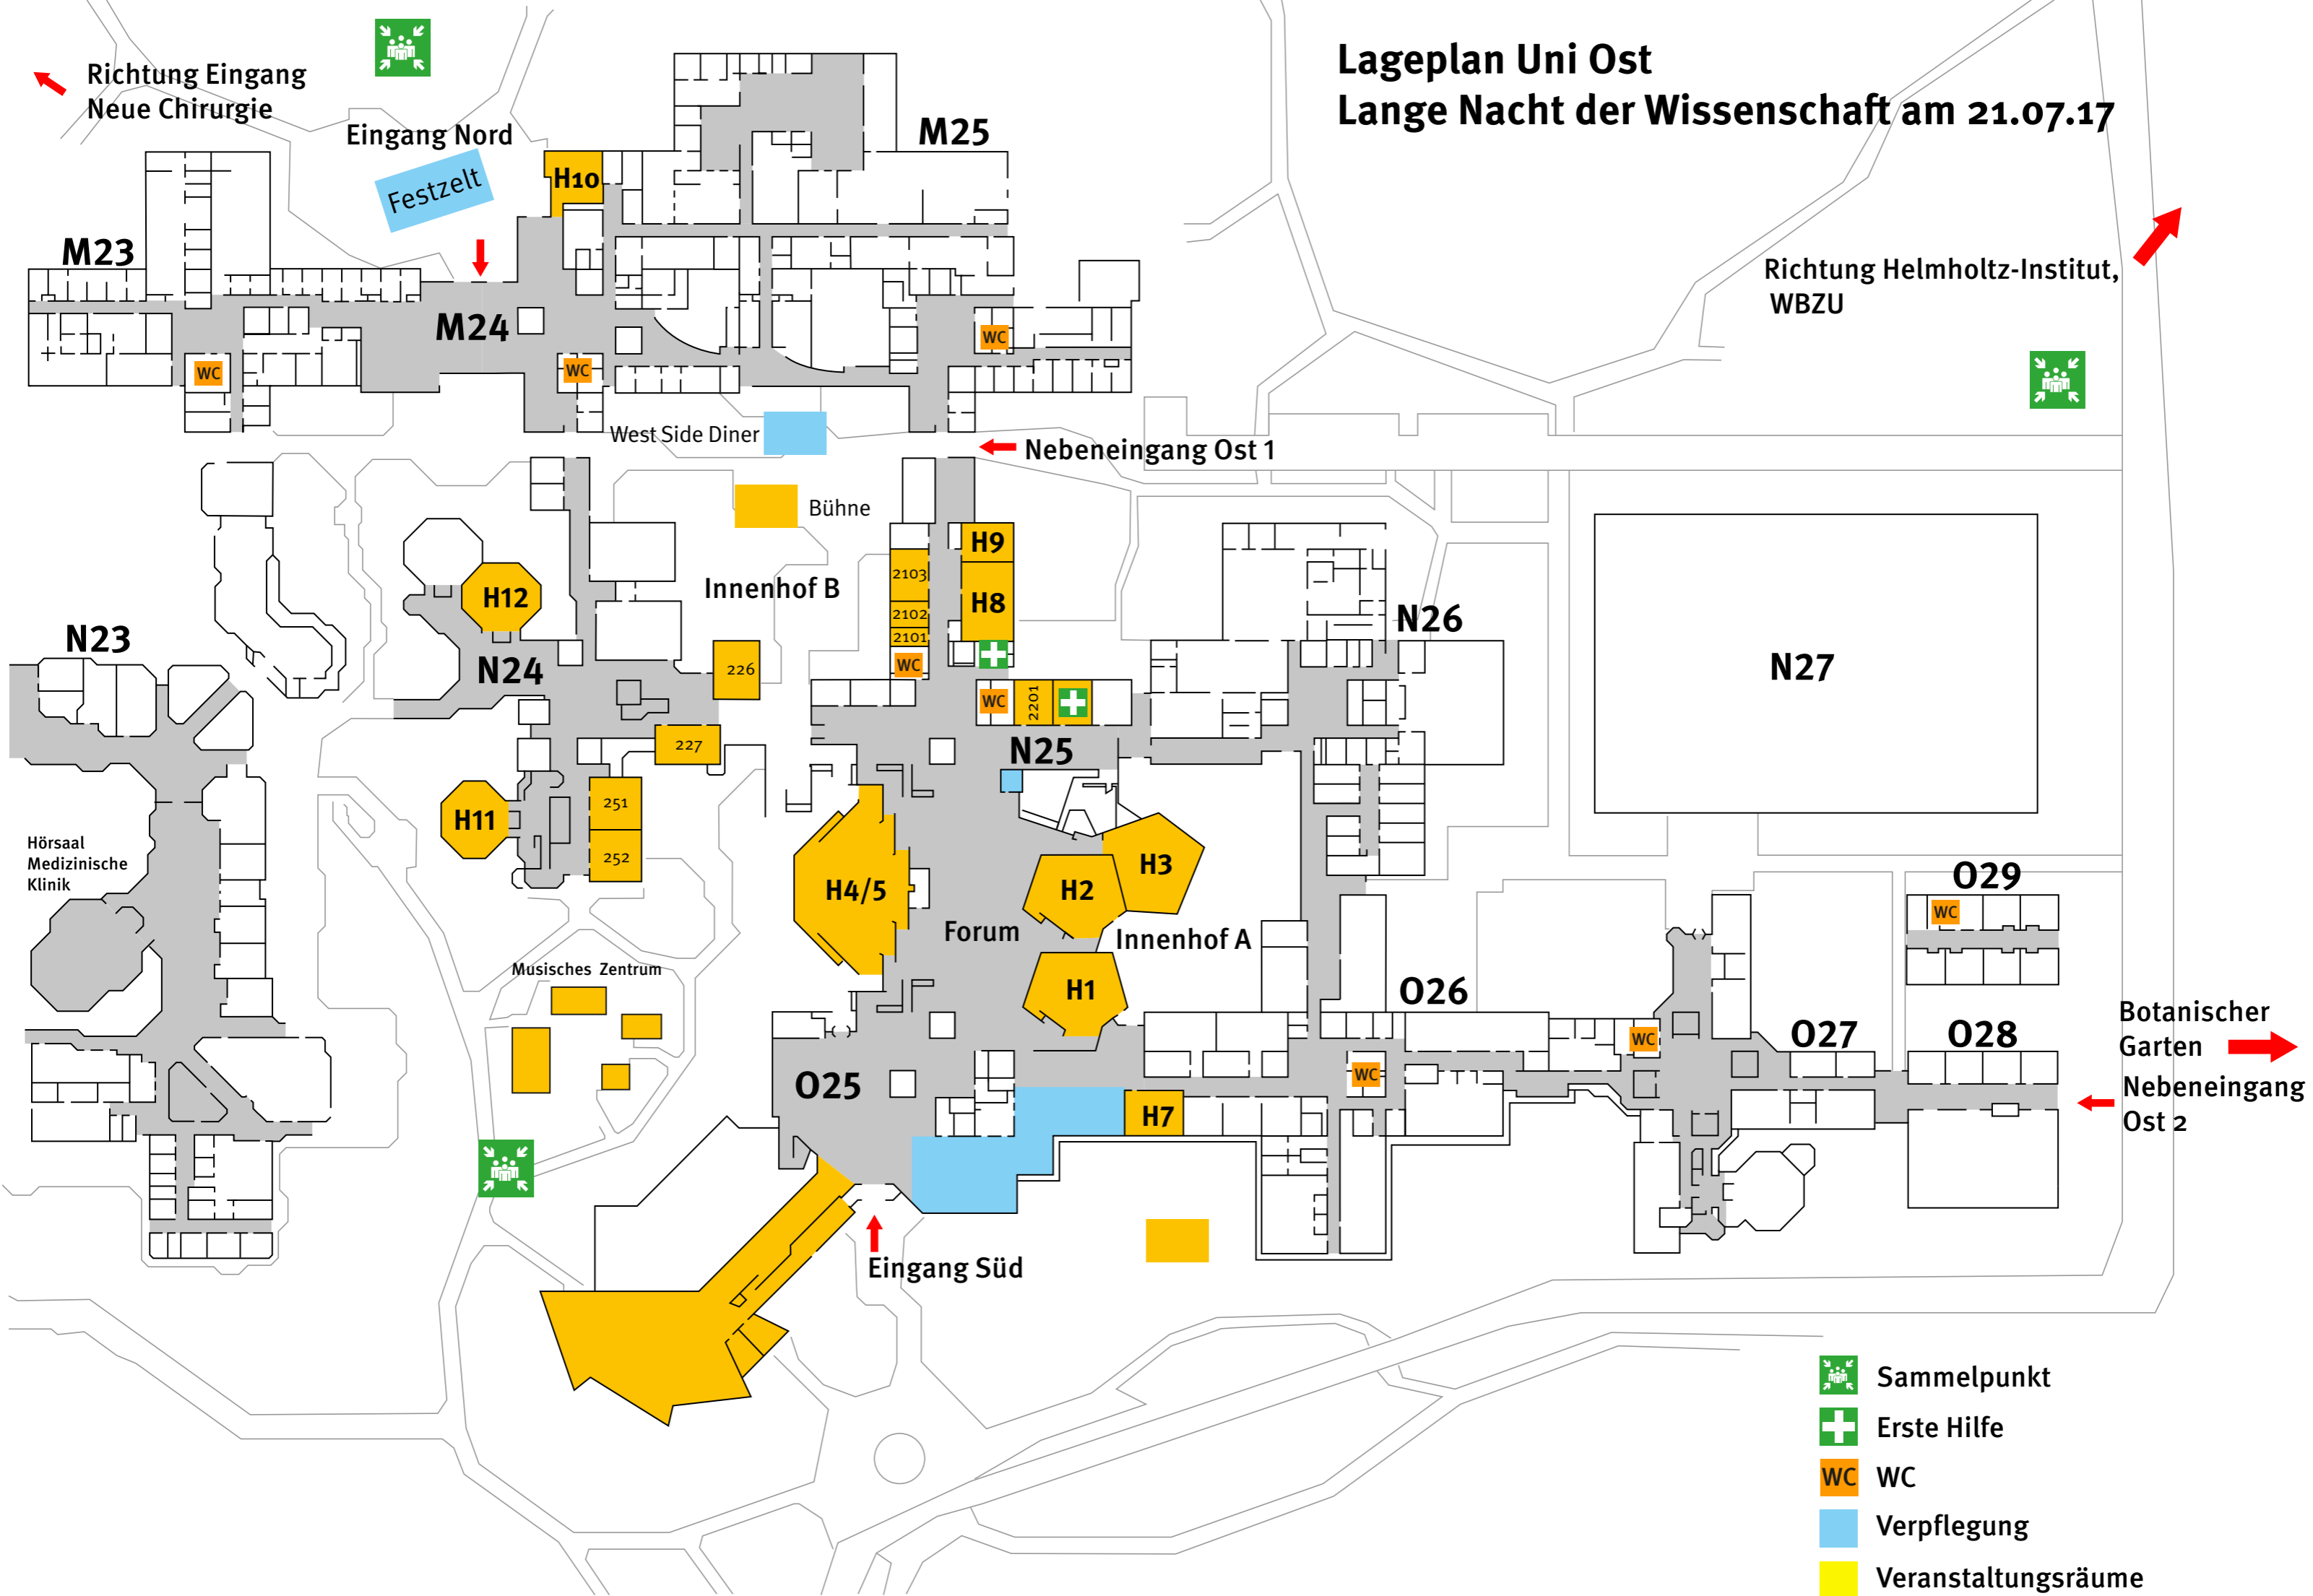 Lageplan Uni Ost
Lange Nacht der Wissenschaft am 21.07.17
Richtung Eingang
Neue Chirurgie
Eingang Nord
Festzelt
H10
M25
M23
M24
WC
WC
WC
Richtung Helmholtz-Institut,
WBZU
West Side Diner
Nebeneingang Ost 1
Bühne
Innenhof B
H9
2103
H8
2102
2101
WC
H12
N23
N24
226
227
N26
N27
WC
2201
N25
H11
251
252
Hörsaal
Medizinische
Klinik
H4/5
H3
H2
Forum
Innenhof A
H1
O29
WC
Musisches Zentrum
O26
WC
WC
O27
O28
O25
H7
Botanischer
Garten
Nebeneingang
Ost 2
Eingang Süd
Sammelpunkt
Erste Hilfe
WC WC
Verpflegung
Veranstaltungsräume